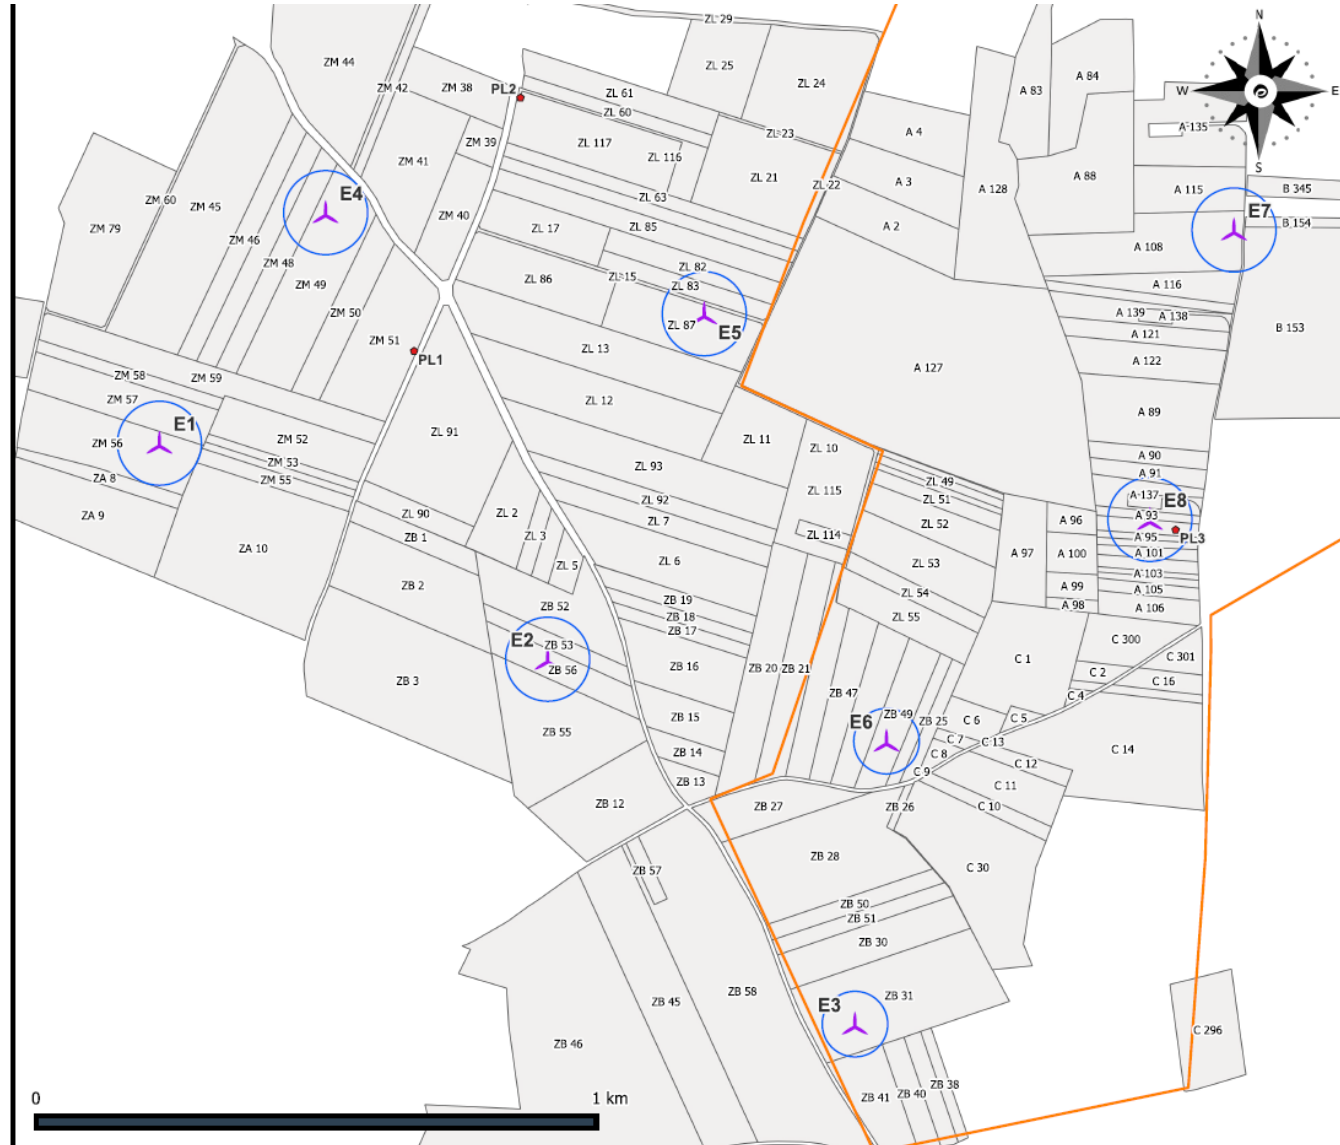 N
W
E
S
ZL 29
ZM 44
ZL 25
ZL 24
A 84
A 83
ZM 42
ZM 38
PL2
ZL 61
ZL 60
A 4
A-135
ZL 23
ZM 39
ZL 117
ZL 116
ZM 41
ZL 21
A 3
A 128
A 88
A 115
B 345
ZL 22
E4
ZM 60
ZM 45
ZL 63
E7
ZM 40
A 2
B 154
ZM 79
ZL 17
ZL 85
ZM 46
A 108
ZM 48
ZL 82
ZL 86
ZL 15
ZL 83
ZM 49
A 116
ZM 50
A 139
A 138
ZL 87
E5
A 121
B 153
ZM 51
PL1
ZL 13
A 122
A 127
ZM 58
ZM 59
ZM 57
ZL 12
A 89
E1
ZM 56
ZM 52
ZL 91
ZL 11
ZL 10
A 90
ZM 53
ZL 93
A 91
ZA 8
ZM 55
ZL 49
ZL 115
A-137
ZL 92
ZL 51
E8
ZA 9
ZL 90
ZL 2
ZL 7
A 93
A 96
ZL 52
PL3
ZB 1
ZL 3
ZL 114
A 95
ZA 10
A 97
A 100
A 101
ZL 5
ZL 6
ZL 53
A 103
ZB 2
A 99
A 105
ZL 54
ZB 19
ZB 52
A 98
A 106
ZB 18
ZL 55
ZB 17
E2
ZB 53
C 300
ZB 16
ZB 56
ZB 20
ZB 21
C 1
C 301
C 2
ZB 3
C 16
ZB 47
C 4
ZB 15
ZB 49
E6
ZB 25
C 6
C 5
ZB 55
C 7
C 13
C 14
ZB 14
C 8
C 12
C 9
ZB 13
C 11
ZB 12
ZB 27
ZB 26
C 10
ZB 28
C 30
ZB 57
ZB 50
ZB 51
ZB 30
ZB 58
ZB 31
ZB 45
E3
C 296
ZB 46
ZB 38
ZB 40
ZB 41
0
1 km